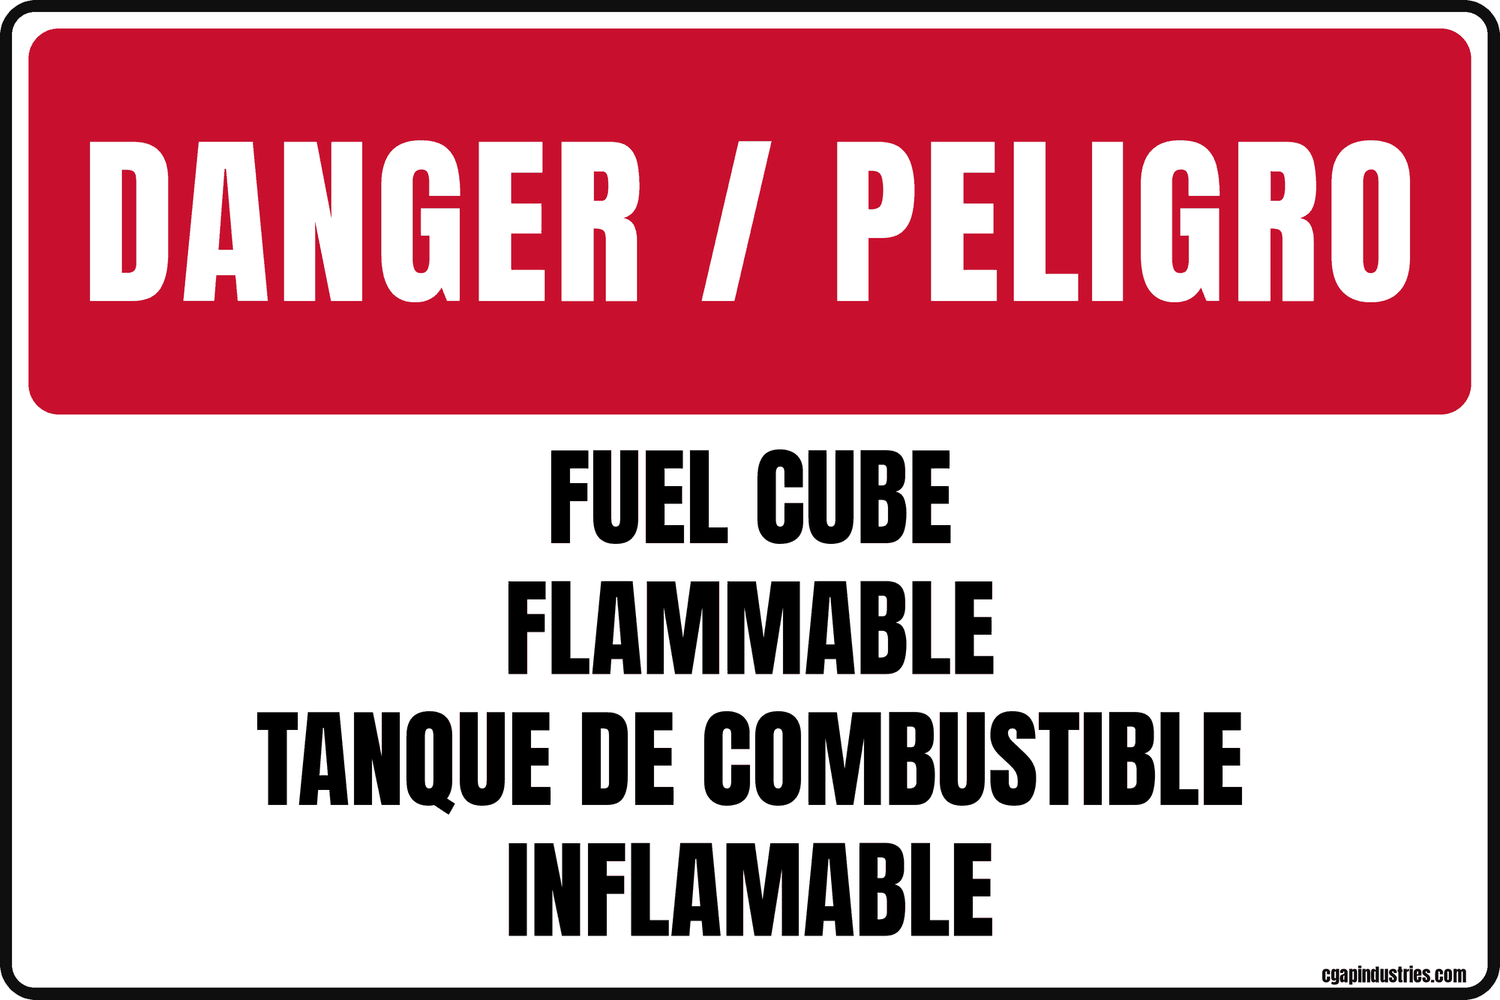 DANGER / PELIGRO
FUEL CUBE
FLAMMABLE
TANQUE DE COMBUSTIBLE
INFLAMABLE
cgapindustries.com